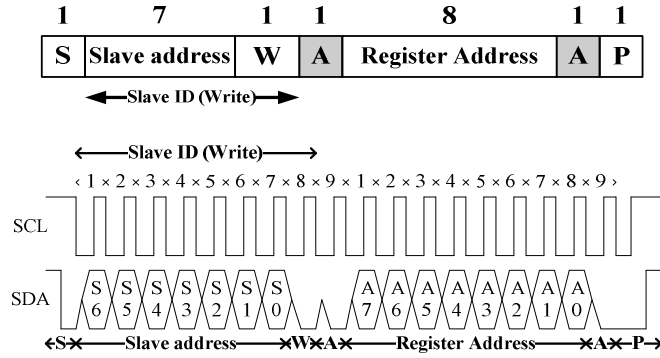 1 7 1 1 8 1 1
S Slave address W A Register Address A P
Slave ID (Write)
Slave ID (Write)
‹ 1 × 2 × 3 × 4 × 5 × 6 × 7 × 8 × 9 × 1 × 2 × 3 × 4 × 5 × 6 × 7 × 8 × 9 ›
SCL
SDA S6 S5 S4 S3 S2 S1 S0 A7 A6 A5 A4 A3 A2 A1 A0
S Slave address W A Register Address A P